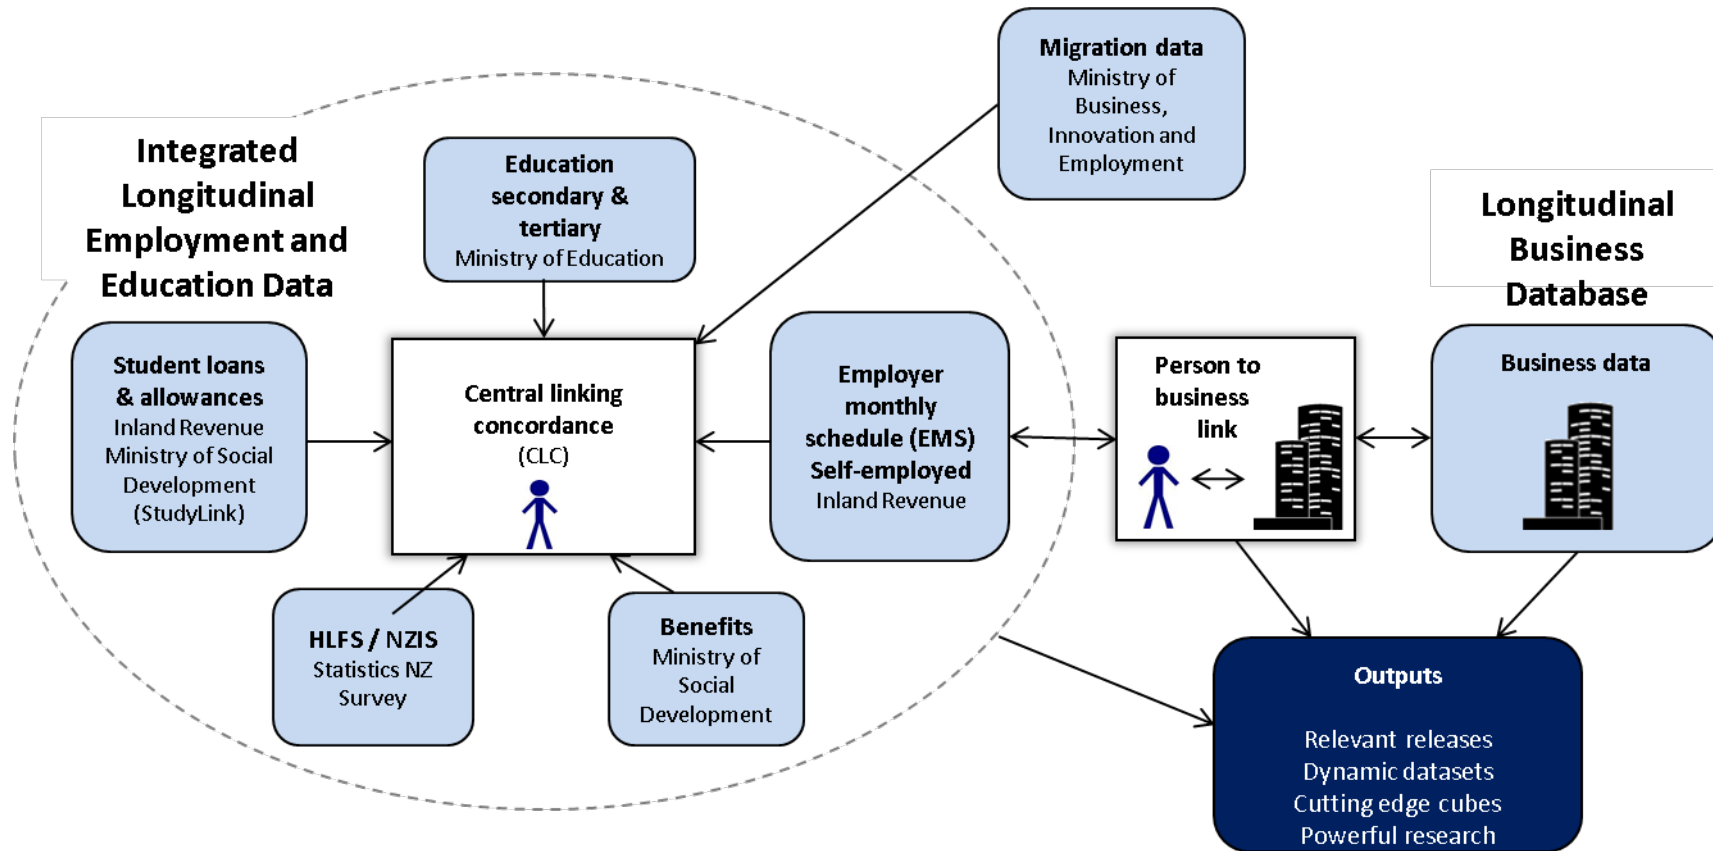 Migration data
Ministry of
Business,
Innovation and
Employment
Integrated
Longitudinal
Employment and
Education Data
Education
secondary &
tertiary
Ministry of Education
Longitudinal
Business
Database
Student loans
& allowances
Inland Revenue
Ministry of Social
Development
(StudyLink)
Central linking
concordance
(CLC)
Employer
monthly
schedule (EMS)
Self-employed
Inland Revenue
Person to
business
link
Business data
HLFS / NZIS
Statistics NZ
Survey
Benefits
Ministry of
Social
Development
Outputs
Relevant releases
Dynamic datasets
Cutting edge cubes
Powerful research